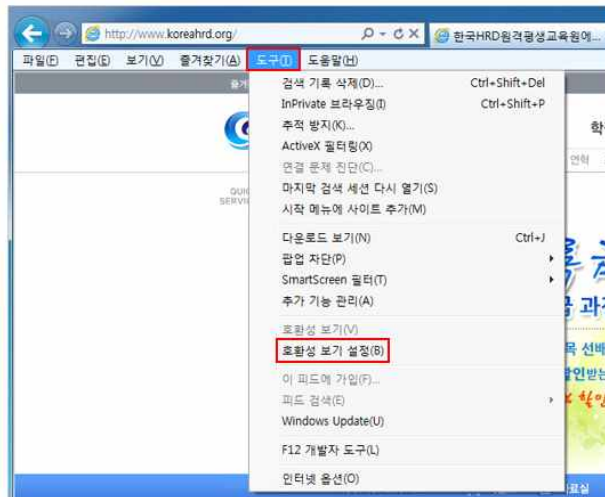 http://www.koreahrd.org/
한국HRD원격평생교육원에...
파일(F) 편집(E) 보기(V) 즐겨찾기(A) 도구(T) 도움말(H)
검색 기록 삭제(D)... Ctrl+Shift+Del
InPrivate 브라우징(I) Ctrl+Shift+P
추적 방지(K)...
ActiveX 필터링(X)
연결 문제 진단(C)...
마지막 검색 세션 다시 열기(S)
시작 메뉴에 사이트 추가(M)
다운로드 보기(N) Ctrl+J
팝업 차단(P)
SmartScreen 필터(T)
추가 기능 관리(A)
호환성 보기(V)
호환성 보기 설정(B)
이 피드에 가입(F)...
피드 검색(E)
Windows Update(U)
F12 개발자 도구(L)
인터넷 옵션(O)
연혁